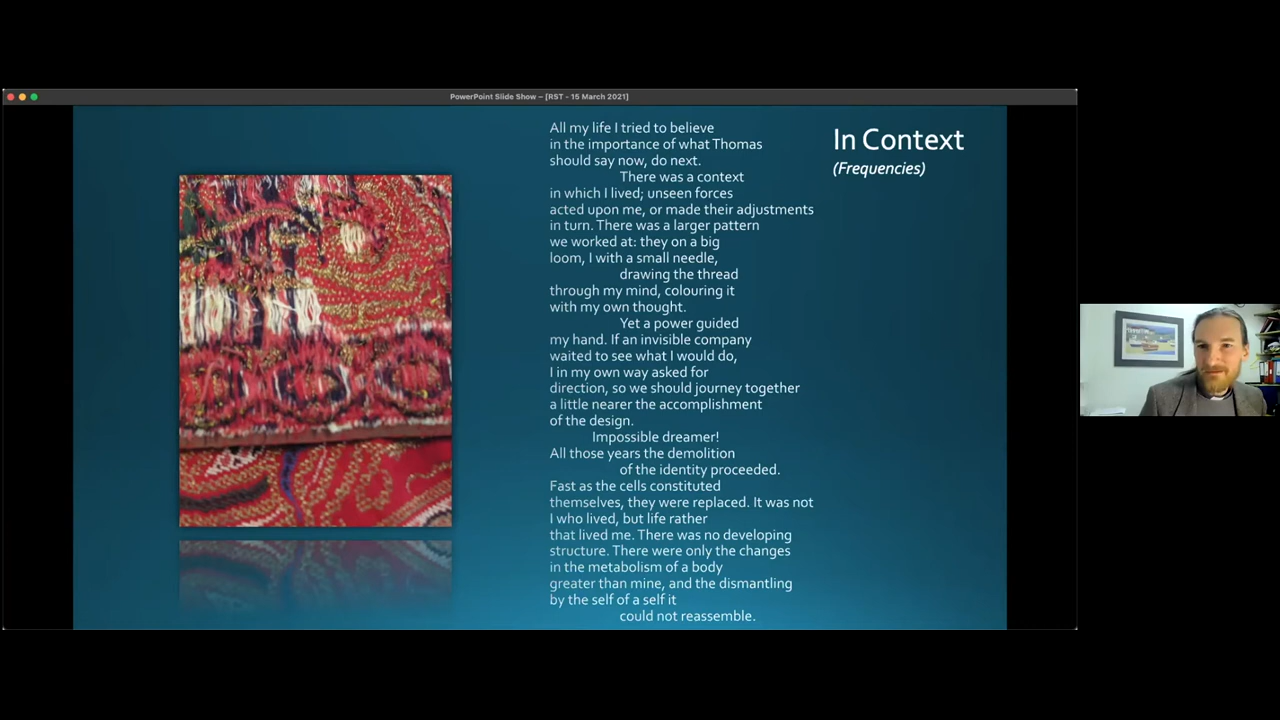 PowerPoint Slide Show – [RST - 15 March 2021]
In Context
(Frequencies)
All my life I tried to believe
in the importance of what Thomas
should say now, do next.
There was a context
in which I lived; unseen forces
acted upon me, or made their adjustments
in turn. There was a larger pattern
we worked at: they on a big
loom, I with a small needle,
drawing the thread
through my mind, colouring it
with my own thought.
Yet a power guided
my hand. If an invisible company
waited to see what I would do,
I in my own way asked for
direction, so we should journey together
a little nearer the accomplishment
of the design.
Impossible dreamer!
All those years the demolition
of the identity proceeded.
Fast as the cells constituted
themselves, they were replaced. It was not
I who lived, but life rather
that lived me. There was no developing
structure. There were only the changes
in the metabolism of a body
greater than mine, and the dismantling
by the self of a self it
could not reassemble.